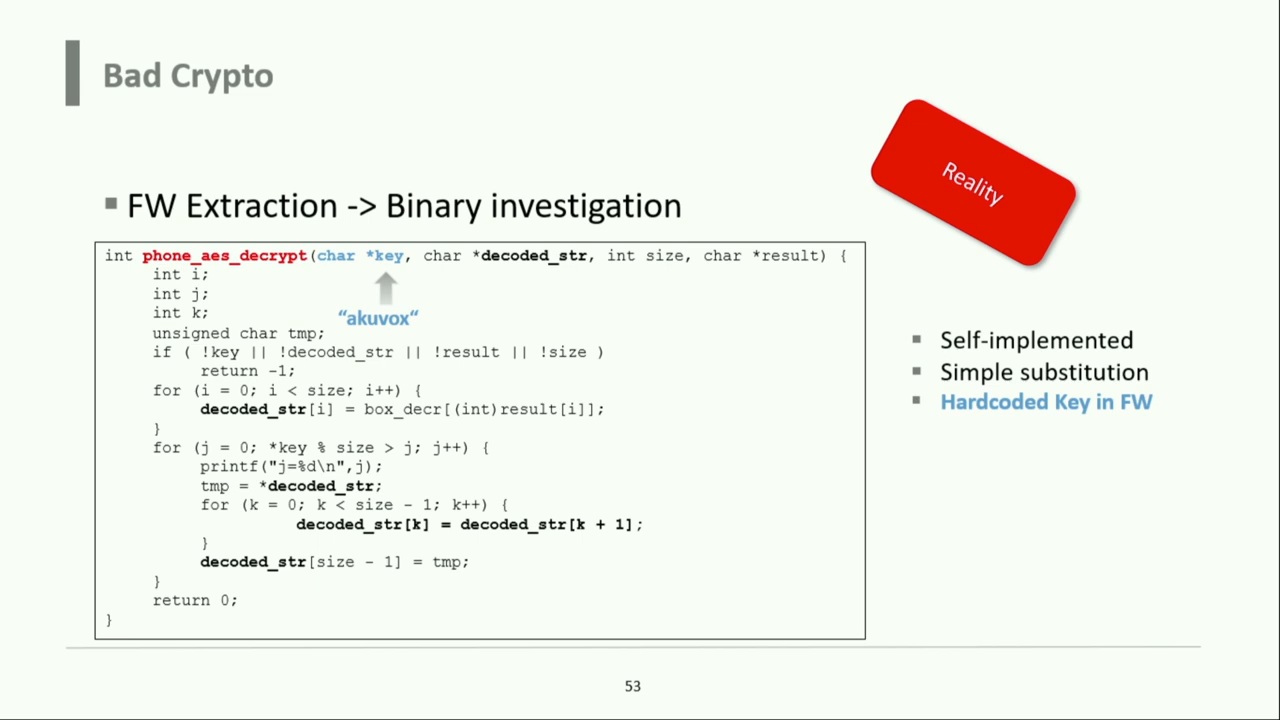 Bad Crypto
Reality
FW Extraction -> Binary investigation
int phone_aes_decrypt(char *key, char *decoded_str, int size, char *result) {
int i;
int j;
int k;
“akuvox“
unsigned char tmp;
if ( !key || !decoded_str || !result || !size )
return -1;
for (i = 0; i < size; i++) {
decoded_str[i] = box_decr[(int)result[i]];
}
for (j = 0; *key % size > j; j++) {
printf("j=%d\n",j);
tmp = *decoded_str;
for (k = 0; k < size - 1; k++) {
decoded_str[k] = decoded_str[k + 1];
}
decoded_str[size - 1] = tmp;
}
return 0;
}
Self-implemented
Simple substitution
Hardcoded Key in FW
53